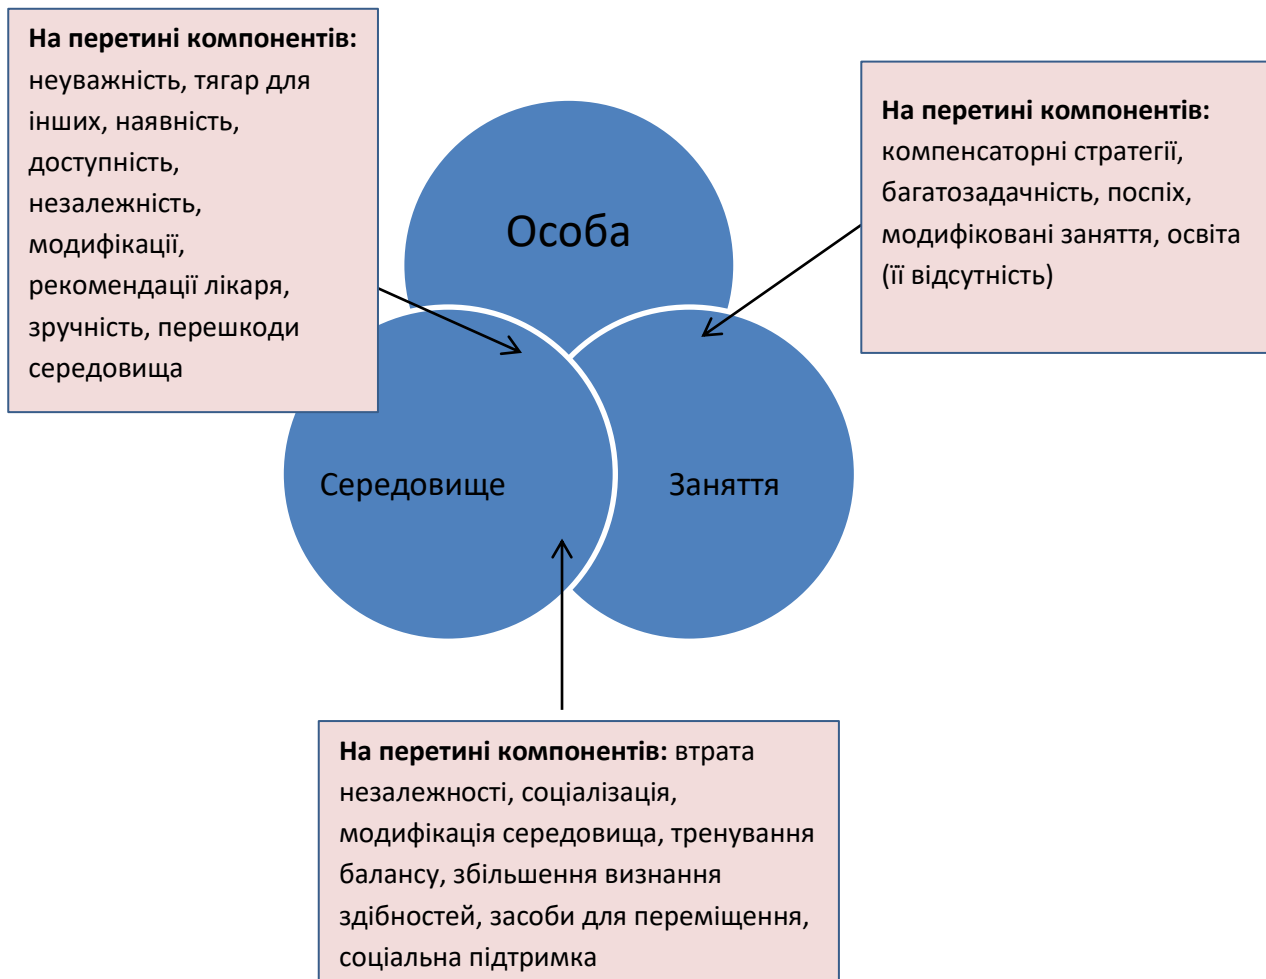 На перетині компонентів:
неуважність, тягар для
інших, наявність,
доступність,
незалежність,
модифікації,
рекомендації лікаря,
зручність, перешкоди
середовища
На перетині компонентів:
компенсаторні стратегії,
багатозадачність, поспіх,
модифіковані заняття, освіта
(її відсутність)
Особа
Середовище
Заняття
На перетині компонентів: втрата
незалежності, соціалізація,
модифікація середовища, тренування
балансу, збільшення визнання
здібностей, засоби для переміщення,
соціальна підтримка